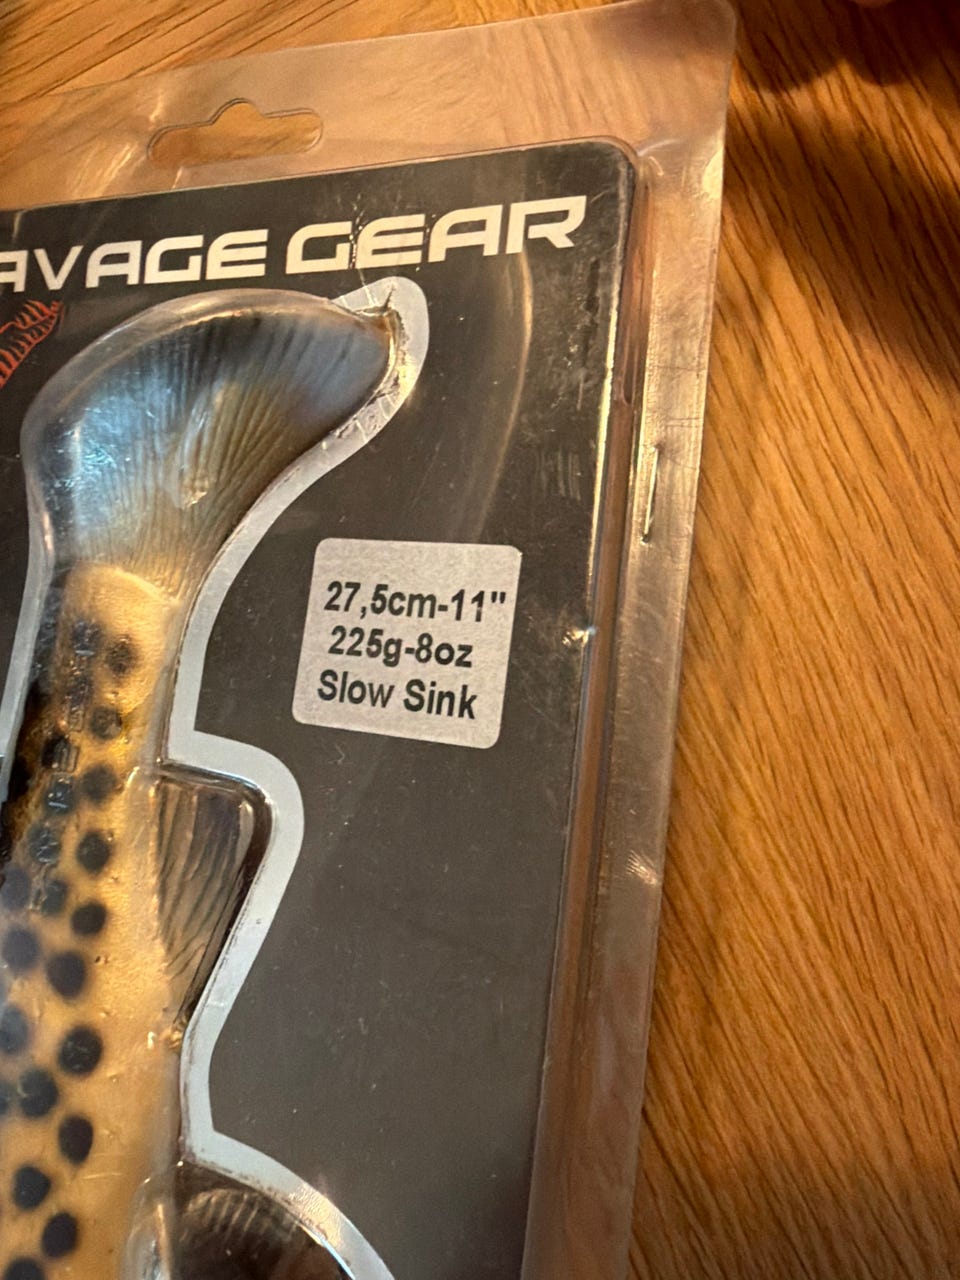 AVAGE GEAR
27,5cm-11"
225g-8oz
Slow Sink